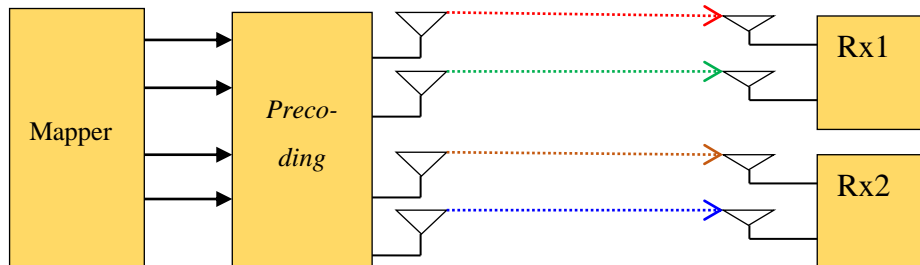 Mapper
Preco-
ding
Rx1
Rx2